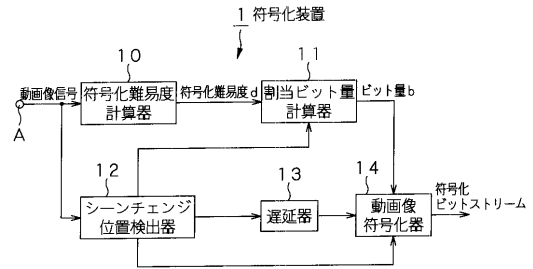 1 符号化装置
10
11
動画像信号
符号化難易度
計算器
符号化難易度d
割当ビット量
計算器
ビット量b
A
12
13
14
シーンチェンジ
位置検出器
遅延器
動画像
符号化器
符号化
ビットストリーム